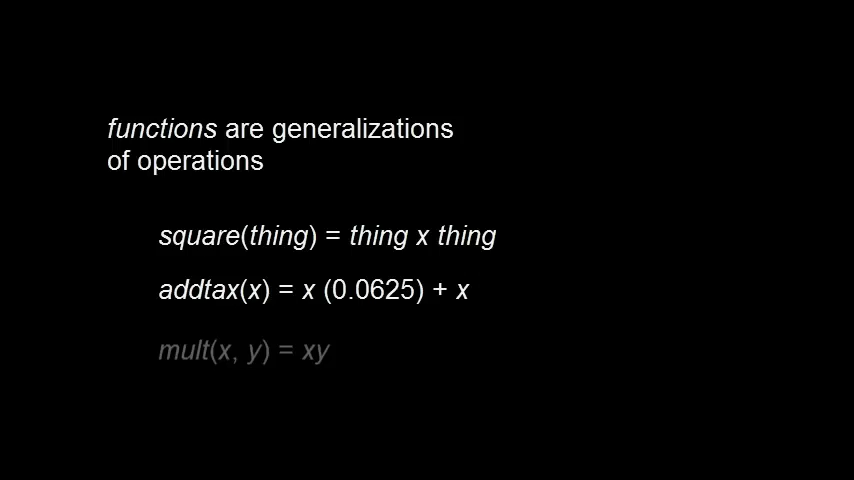 functions are generalizations
of operations
square(thing) = thing x thing
addtax(x) = x (0.0625) + x
mult(x, y) = xy